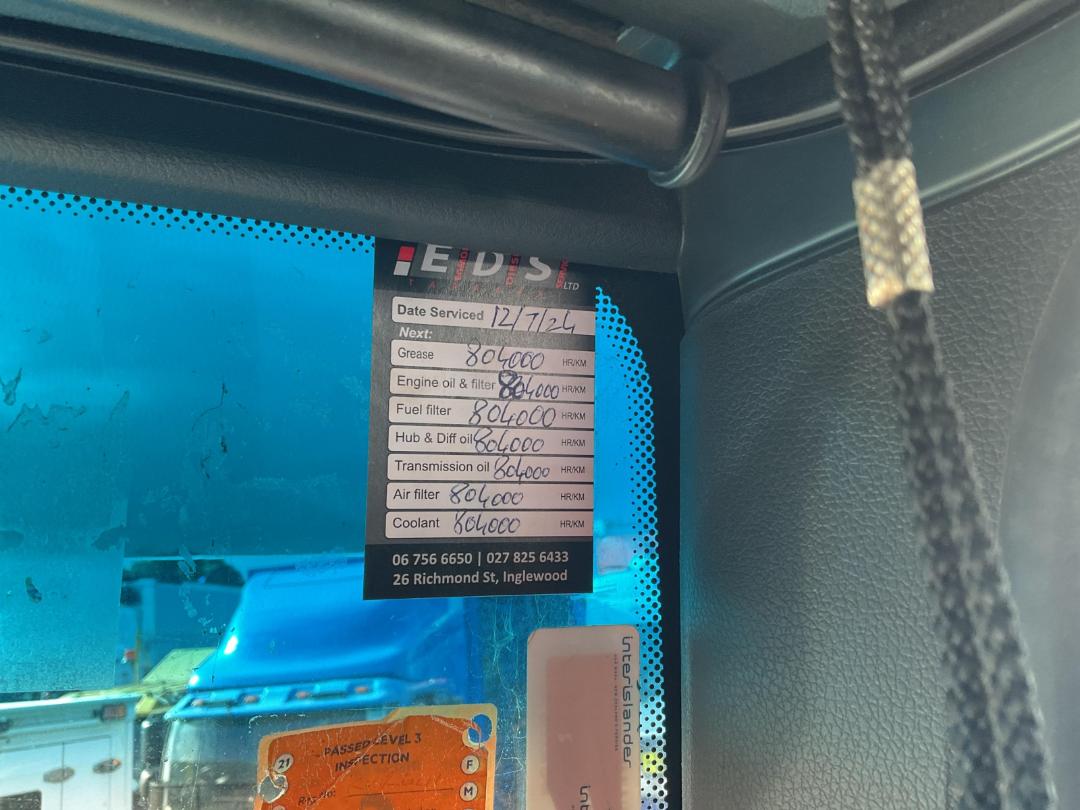 EDS
LTD
TARANAKI
Date Serviced 12/7/24
Next:
Grease 804000 HR/KM
Engine oil & filter 804000 HR/KM
Fuel filter 804000 HR/KM
Hub & Diff oil 804000 HR/KM
Transmission oil 804000 HR/KM
Air filter 804000 HR/KM
Coolant 804000 HR/KM
06 756 6650 | 027 825 6433
26 Richmond St, Inglewood
interislander
PASSED LEVEL 3
21 INSPECTION F
Reg No:
M